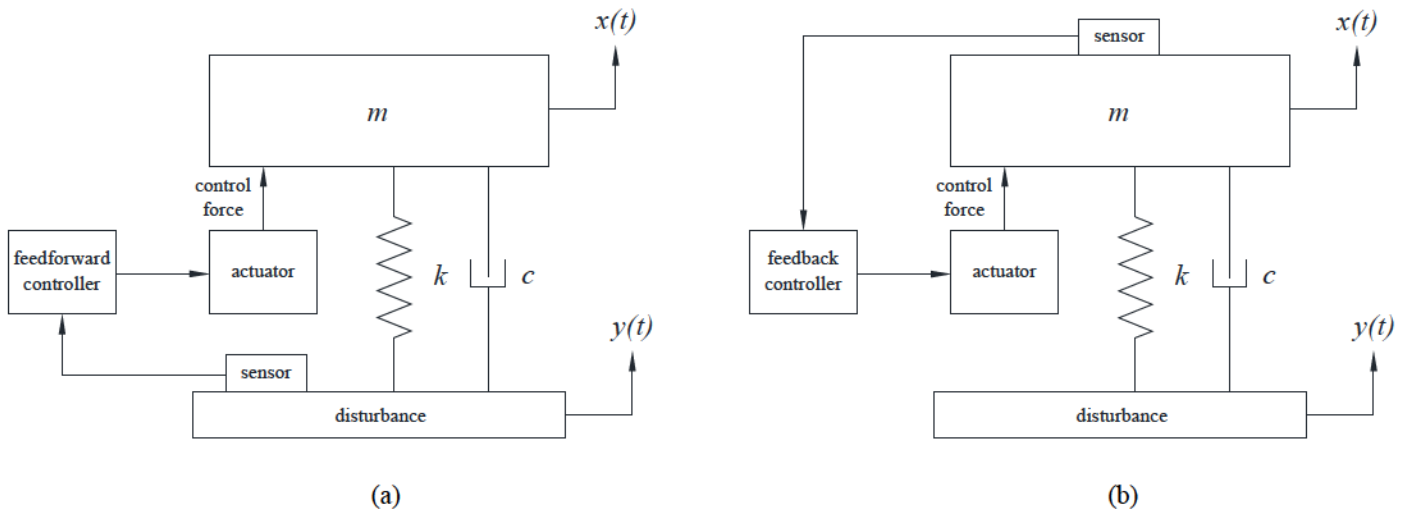 x(t)
m
control
force
feedforward
controller
actuator
k
c
y(t)
sensor
disturbance
(a)
sensor
x(t)
m
control
force
feedback
controller
actuator
k
c
y(t)
disturbance
(b)